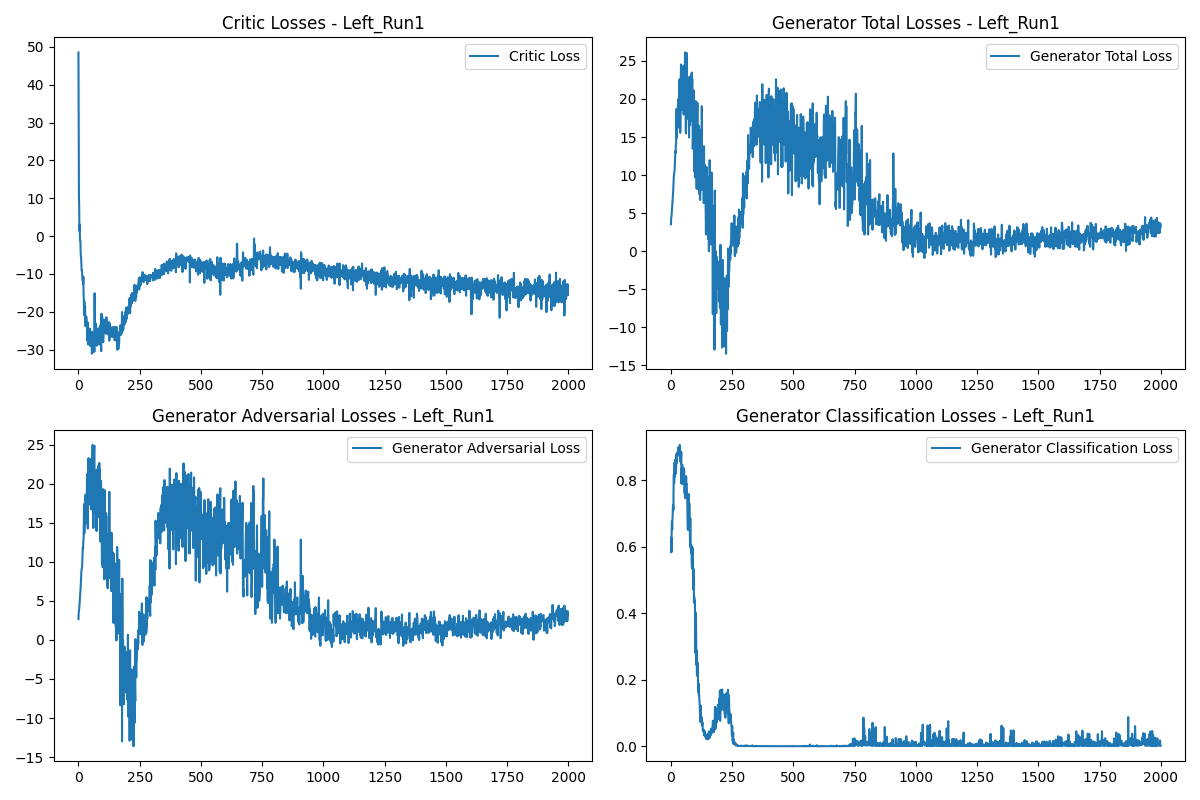 Critic Losses - Left_Run1
Critic Loss
50
40
30
20
10
0
−10
−20
−30
0 250 500 750 1000 1250 1500 1750 2000
Generator Total Losses - Left_Run1
Generator Total Loss
25
20
15
10
5
0
−5
−10
−15
0 250 500 750 1000 1250 1500 1750 2000
Generator Adversarial Losses - Left_Run1
Generator Adversarial Loss
25
20
15
10
5
0
−5
−10
−15
0 250 500 750 1000 1250 1500 1750 2000
Generator Classification Losses - Left_Run1
Generator Classification Loss
0.8
0.6
0.4
0.2
0.0
0 250 500 750 1000 1250 1500 1750 2000